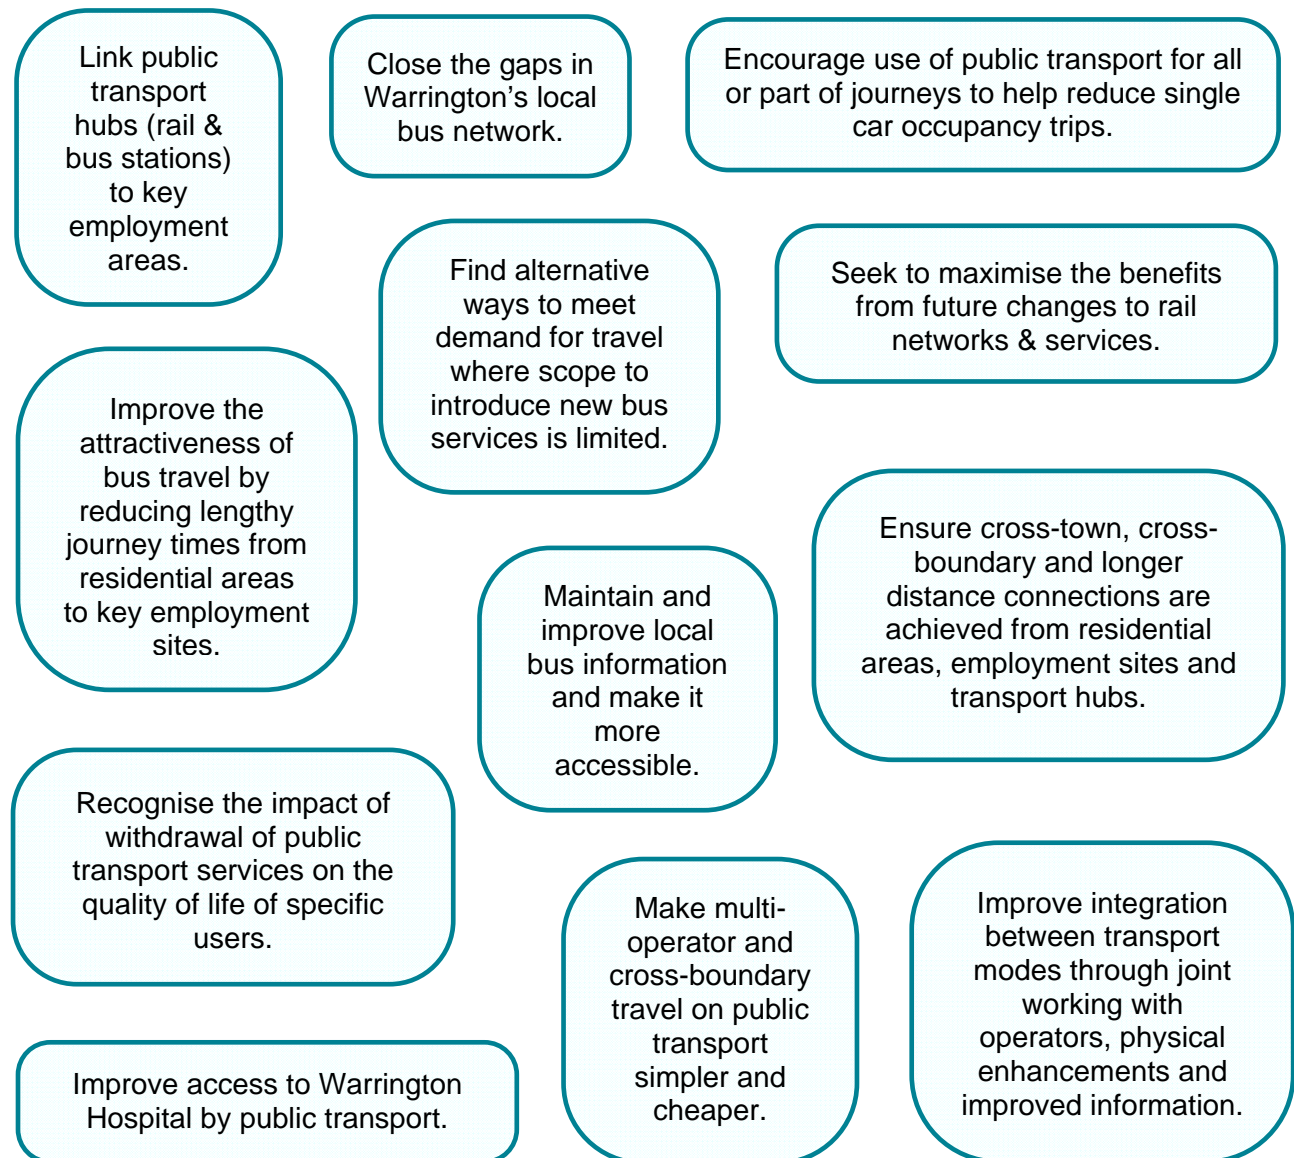 Link public
transport
hubs (rail &
bus stations)
to key
employment
areas.
Close the gaps in
Warrington's local
bus network.
Encourage use of public transport for all
or part of journeys to help reduce single
car occupancy trips.
Find alternative
ways to meet
demand for travel
where scope to
introduce new bus
services is limited.
Seek to maximise the benefits
from future changes to rail
networks & services.
Improve the
attractiveness of
bus travel by
reducing lengthy
journey times from
residential areas
to key employment
sites.
Ensure cross-town, cross-
boundary and longer
distance connections are
achieved from residential
areas, employment sites and
transport hubs.
Maintain and
improve local
bus information
and make it
more
accessible.
Recognise the impact of
withdrawal of public
transport services on the
quality of life of specific
users.
Make multi-
operator and
cross-boundary
travel on public
transport
simpler and
cheaper.
Improve integration
between transport
modes through joint
working with
operators, physical
enhancements and
improved information.
Improve access to Warrington
Hospital by public transport.